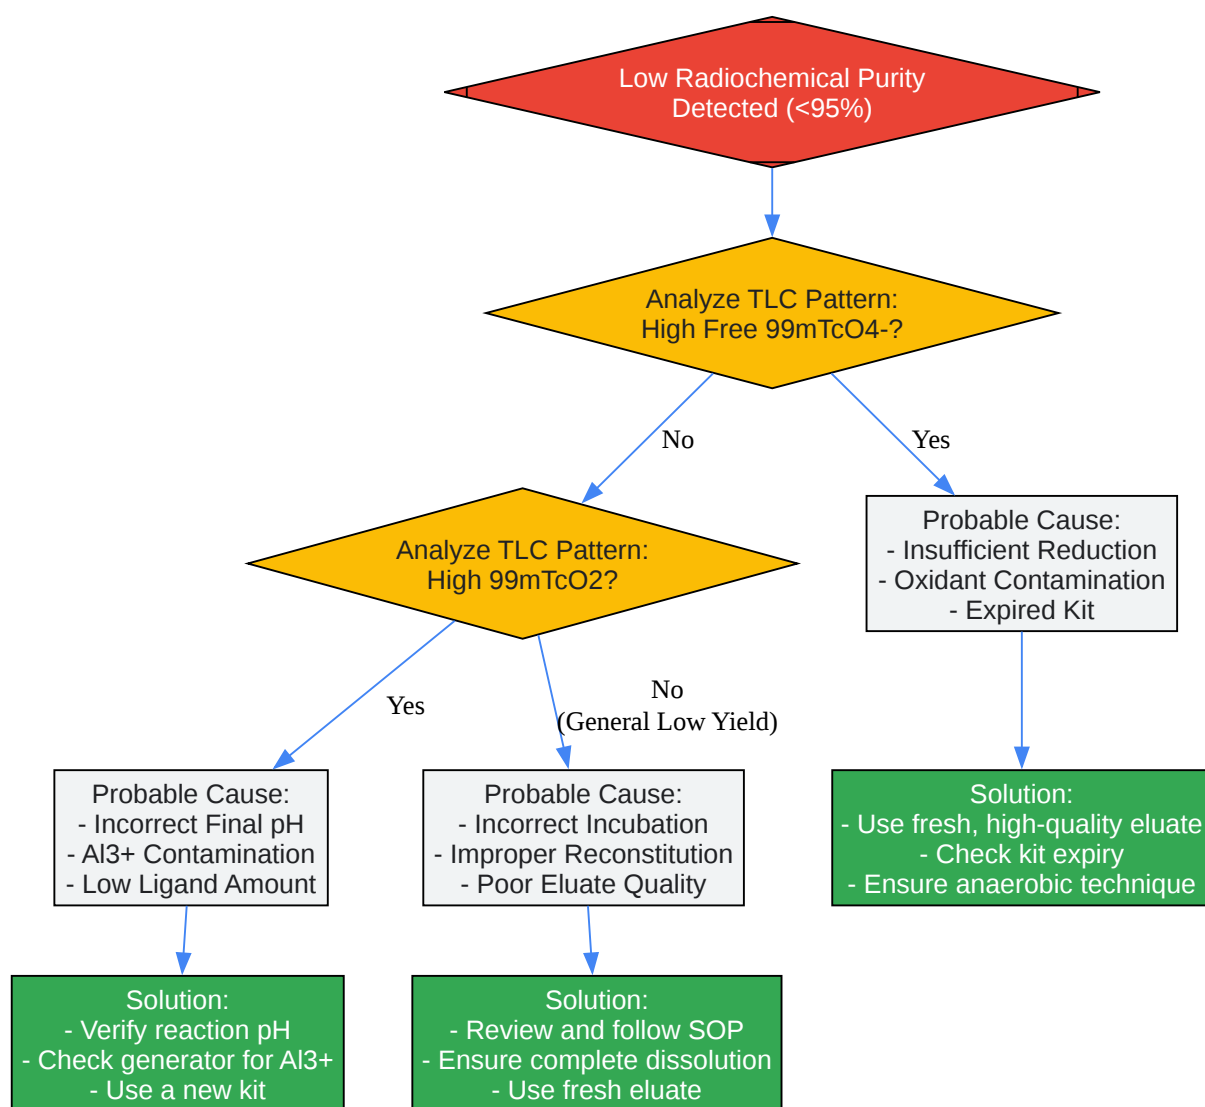 Low Radiochemical Purity
Detected (<95%)
Analyze TLC Pattern:
High Free 99mTcO4-?
No
Yes
Analyze TLC Pattern:
High 99mTcO2?
Probable Cause:
- Insufficient Reduction
- Oxidant Contamination
- Expired Kit
Yes
No
(General Low Yield)
Probable Cause:
- Incorrect Final pH
- Al3+ Contamination
- Low Ligand Amount
Probable Cause:
- Incorrect Incubation
- Improper Reconstitution
- Poor Eluate Quality
Solution:
- Use fresh, high-quality eluate
- Check kit expiry
- Ensure anaerobic technique
Solution:
- Verify reaction pH
- Check generator for Al3+
- Use a new kit
Solution:
- Review and follow SOP
- Ensure complete dissolution
- Use fresh eluate